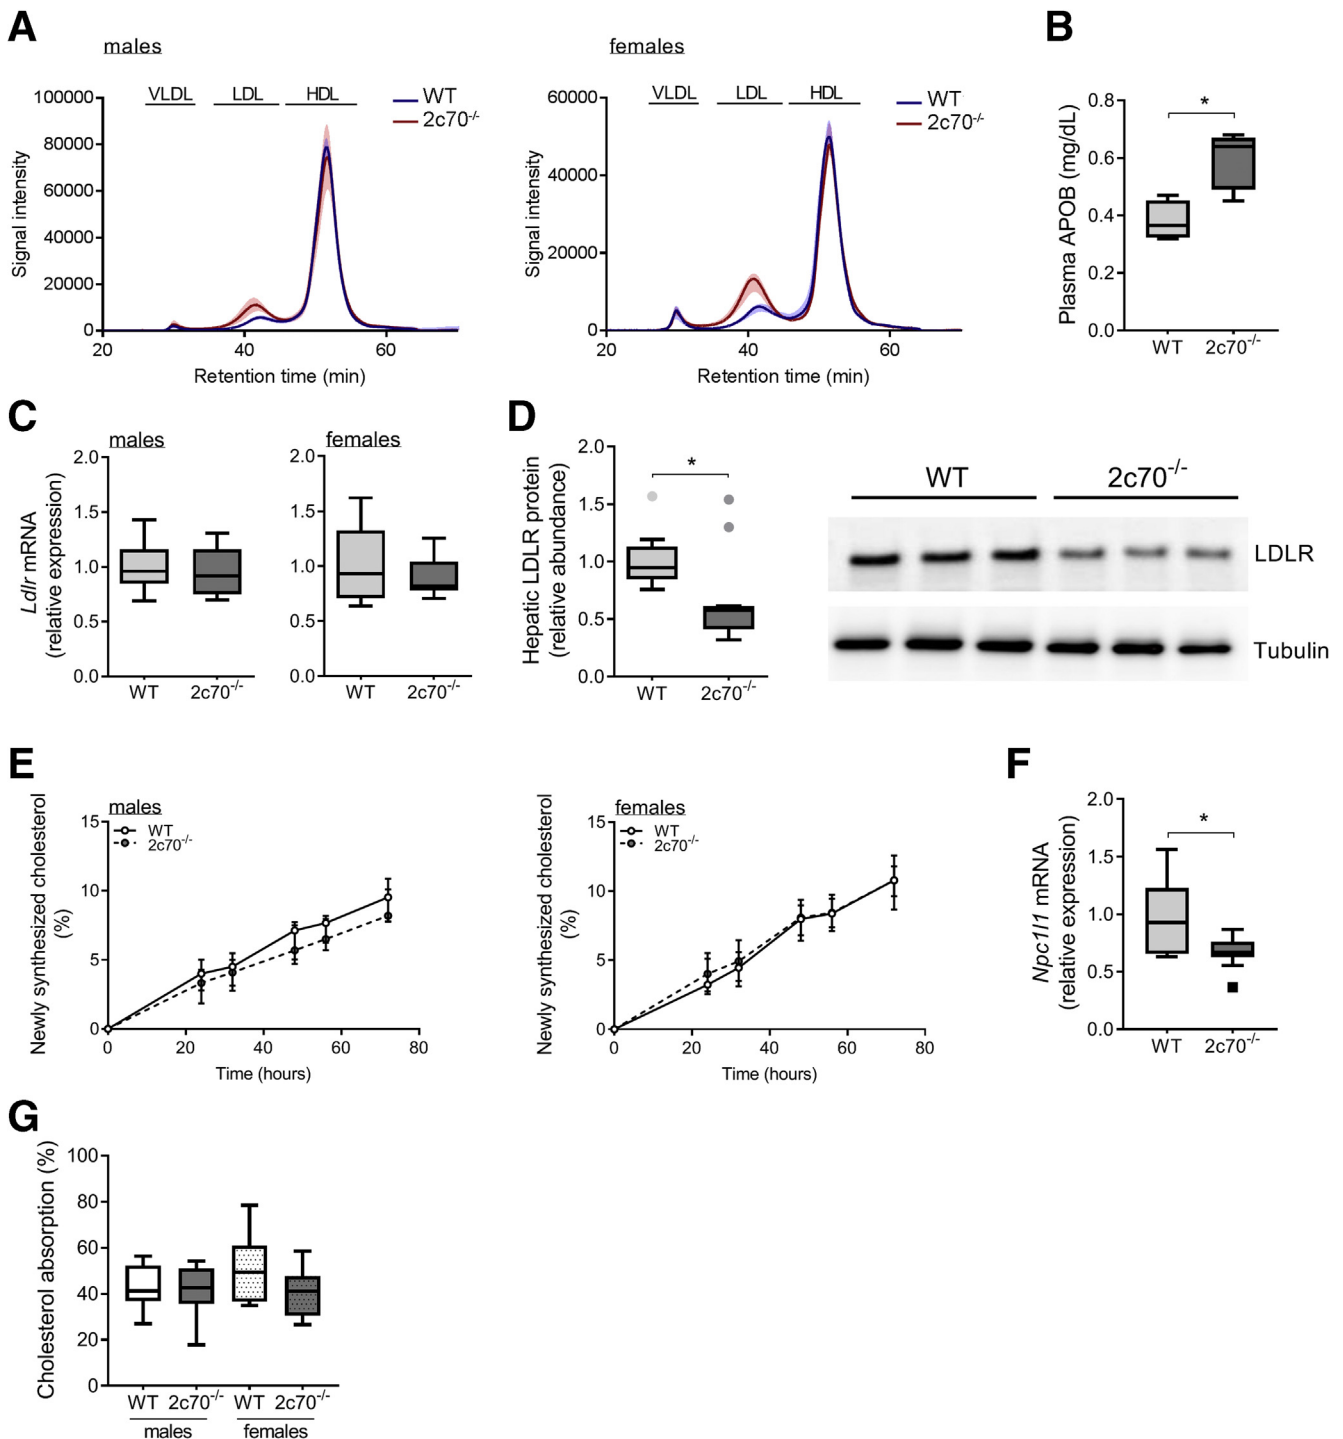 A
males
VLDL LDL HDL
WT
2c70-/-
100000
80000
60000
40000
20000
0
Signal intensity
20 40 60
Retention time (min)
females
VLDL LDL HDL
WT
2c70-/-
60000
40000
20000
0
Signal intensity
20 40 60
Retention time (min)
B
Plasma APOB (mg/dL)
0.8
0.6
0.4
0.2
0.0
*
WT 2c70-/-
C
Ldlr mRNA
(relative expression)
males
2.0
1.5
1.0
0.5
0.0
WT 2c70-/-
females
2.0
1.5
1.0
0.5
0.0
WT 2c70-/-
D
Hepatic LDLR protein
(relative abundance)
2.0
1.5
1.0
0.5
0.0
*
WT 2c70-/-
WT 2c70-/-
LDLR
Tubulin
E
Newly synthesized cholesterol
(%)
males
WT
2c70-/-
15
10
5
0
0 20 40 60 80
Time (hours)
Newly synthesized cholesterol
(%)
females
WT
2c70-/-
15
10
5
0
0 20 40 60 80
Time (hours)
F
Npc1l1 mRNA
(relative expression)
2.0
1.5
1.0
0.5
0.0
*
WT 2c70-/-
G
Cholesterol absorption (%)
100
80
60
40
20
0
WT 2c70-/- WT 2c70-/-
males females